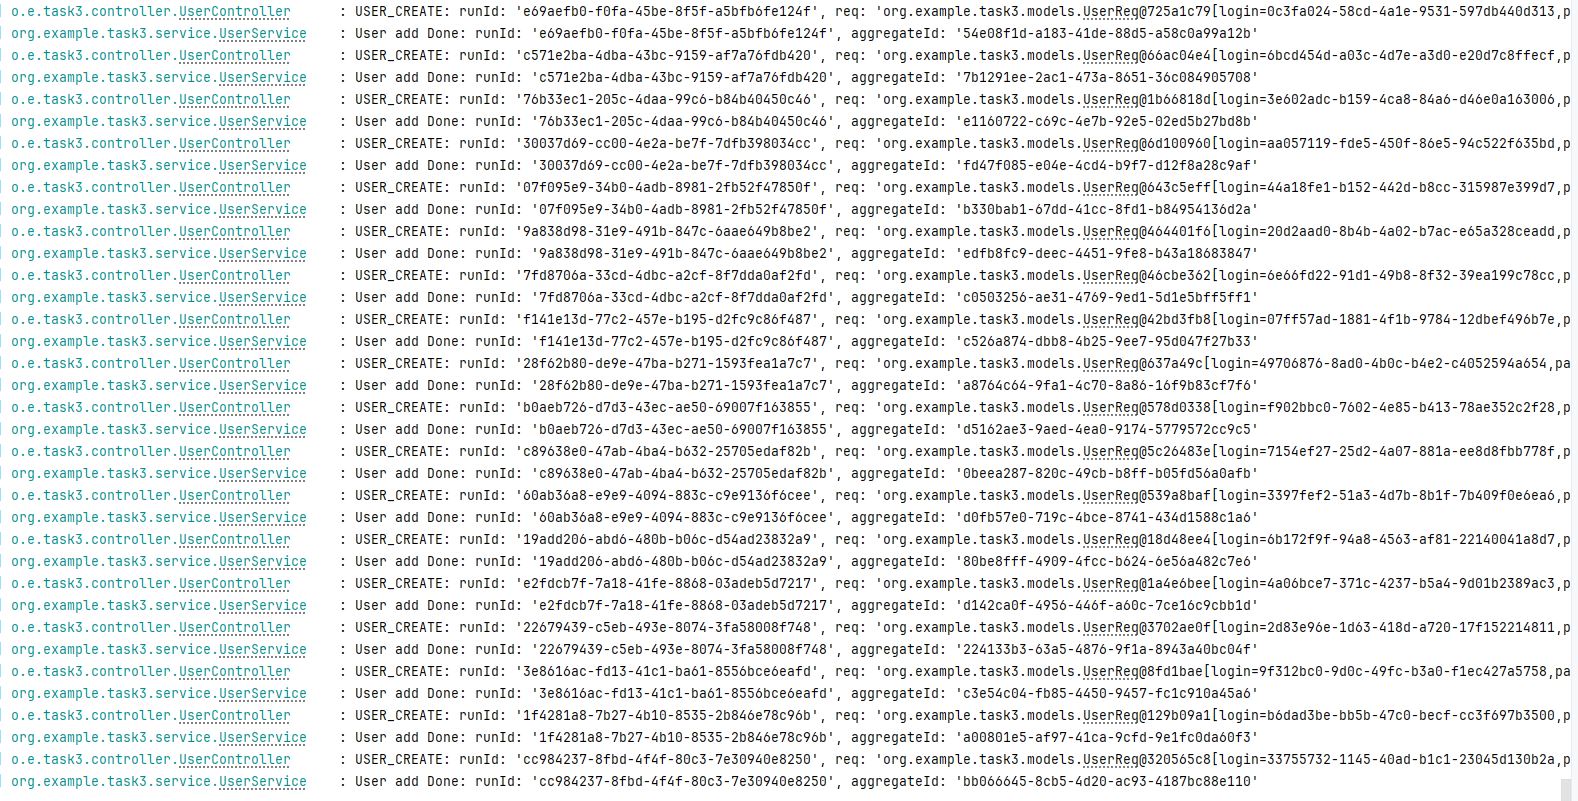 o.e.task3.controller.UserController : USER_CREATE: runId: 'e69aefb0-f0fa-45be-8f5f-a5bfb6fe124f', req: 'org.example.task3.models.UserReq@725a1c79[login=0c3fa024-58cd-4a1e-9531-597db440d313,p
org.example.task3.service.UserService : User add Done: runId: 'e69aefb0-f0fa-45be-8f5f-a5bfb6fe124f', aggregateId: '54e08f1d-a183-41de-88d5-a58c0a99a12b'
o.e.task3.controller.UserController : USER_CREATE: runId: 'c571e2ba-4dba-43bc-9159-af7a76fdb420', req: 'org.example.task3.models.UserReq@66ac04e4[login=6bcd454d-a03c-4d7e-a3d0-e20d7c8ffecf,p
org.example.task3.service.UserService : User add Done: runId: 'c571e2ba-4dba-43bc-9159-af7a76fdb420', aggregateId: '7b1291ee-2ac1-473a-8651-36c084905708'
o.e.task3.controller.UserController : USER_CREATE: runId: '76b33ec1-205c-4daa-99c6-b84b40450c46', req: 'org.example.task3.models.UserReq@1b66818d[login=3e602adc-b159-4ca8-84a6-d46e0a163006,p
org.example.task3.service.UserService : User add Done: runId: '76b33ec1-205c-4daa-99c6-b84b40450c46', aggregateId: 'e1160722-c69c-4e7b-92e5-02ed5b27bd8b'
o.e.task3.controller.UserController : USER_CREATE: runId: '30037d69-cc00-4e2a-be7f-7dfb398034cc', req: 'org.example.task3.models.UserReq@6d100960[login=aa057119-fde5-450f-86e5-94c522f635bd,p
org.example.task3.service.UserService : User add Done: runId: '30037d69-cc00-4e2a-be7f-7dfb398034cc', aggregateId: 'fd47f085-e04e-4cd4-b9f7-d12f8a28c9af'
o.e.task3.controller.UserController : USER_CREATE: runId: '07f095e9-34b0-4adb-8981-2fb52f47850f', req: 'org.example.task3.models.UserReq@643c5eff[login=44a18fe1-b152-442d-b8cc-315987e399d7,p
org.example.task3.service.UserService : User add Done: runId: '07f095e9-34b0-4adb-8981-2fb52f47850f', aggregateId: 'b330bab1-67dd-41cc-8fd1-b84954136d2a'
o.e.task3.controller.UserController : USER_CREATE: runId: '9a838d98-31e9-491b-847c-6aae649b8be2', req: 'org.example.task3.models.UserReq@464401f6[login=20d2aad0-8b4b-4a02-b7ac-e65a328ceadd,p
org.example.task3.service.UserService : User add Done: runId: '9a838d98-31e9-491b-847c-6aae649b8be2', aggregateId: 'edfb8fc9-deec-4451-9fe8-b43a18683847'
o.e.task3.controller.UserController : USER_CREATE: runId: '7fd8706a-33cd-4dbc-a2cf-8f7dda0af2fd', req: 'org.example.task3.models.UserReq@46cbe362[login=6e66fd22-91d1-49b8-8f32-39ea199c78cc,p
org.example.task3.service.UserService : User add Done: runId: '7fd8706a-33cd-4dbc-a2cf-8f7dda0af2fd', aggregateId: 'c0503256-ae31-4769-9ed1-5d1e5bff5ff1'
o.e.task3.controller.UserController : USER_CREATE: runId: 'f141e13d-77c2-457e-b195-d2fc9c86f487', req: 'org.example.task3.models.UserReq@42bd3fb8[login=07ff57ad-1881-4f1b-9784-12dbef496b7e,p
org.example.task3.service.UserService : User add Done: runId: 'f141e13d-77c2-457e-b195-d2fc9c86f487', aggregateId: 'c526a874-dbb8-4b25-9ee7-95d047f27b33'
o.e.task3.controller.UserController : USER_CREATE: runId: '28f62b80-de9e-47ba-b271-1593fea1a7c7', req: 'org.example.task3.models.UserReq@637a49c[login=49706876-8ad0-4b0c-b4e2-c4052594a654,pa
org.example.task3.service.UserService : User add Done: runId: '28f62b80-de9e-47ba-b271-1593fea1a7c7', aggregateId: 'a8764c64-9fa1-4c70-8a86-16f9b83cf7f6'
o.e.task3.controller.UserController : USER_CREATE: runId: 'b0aeb726-d7d3-43ec-ae50-69007f163855', req: 'org.example.task3.models.UserReq@578d0338[login=f902bbc0-7602-4e85-b413-78ae352c2f28,p
org.example.task3.service.UserService : User add Done: runId: 'b0aeb726-d7d3-43ec-ae50-69007f163855', aggregateId: 'd5162ae3-9aed-4ea0-9174-5779572cc9c5'
o.e.task3.controller.UserController : USER_CREATE: runId: 'c89638e0-47ab-4ba4-b632-25705edaf82b', req: 'org.example.task3.models.UserReq@5c26483e[login=7154ef27-25d2-4a07-881a-ee8d8fbb778f,p
org.example.task3.service.UserService : User add Done: runId: 'c89638e0-47ab-4ba4-b632-25705edaf82b', aggregateId: '0beea287-820c-49cb-b8ff-b05fd56a0afb'
o.e.task3.controller.UserController : USER_CREATE: runId: '60ab36a8-e9e9-4094-883c-c9e9136f6cee', req: 'org.example.task3.models.UserReq@539a8baf[login=3397fef2-51a3-4d7b-8b1f-7b409f0e6ea6,p
org.example.task3.service.UserService : User add Done: runId: '60ab36a8-e9e9-4094-883c-c9e9136f6cee', aggregateId: 'd0fb57e0-719c-4bce-8741-434d1588c1a6'
o.e.task3.controller.UserController : USER_CREATE: runId: '19add206-abd6-480b-b06c-d54ad23832a9', req: 'org.example.task3.models.UserReq@18d48ee4[login=6b172f9f-94a8-4563-af81-22140041a8d7,p
org.example.task3.service.UserService : User add Done: runId: '19add206-abd6-480b-b06c-d54ad23832a9', aggregateId: '80be8fff-4909-4fcc-b624-6e56a482c7e6'
o.e.task3.controller.UserController : USER_CREATE: runId: 'e2fdcb7f-7a18-41fe-8868-03adeb5d7217', req: 'org.example.task3.models.UserReq@1a4e6bee[login=4a06bce7-371c-4237-b5a4-9d01b2389ac3,p
org.example.task3.service.UserService : User add Done: runId: 'e2fdcb7f-7a18-41fe-8868-03adeb5d7217', aggregateId: 'd142ca0f-4956-446f-a60c-7ce16c9cbb1d'
o.e.task3.controller.UserController : USER_CREATE: runId: '22679439-c5eb-493e-8074-3fa58008f748', req: 'org.example.task3.models.UserReq@3702ae0f[login=2d83e96e-1d63-418d-a720-17f152214811,p
org.example.task3.service.UserService : User add Done: runId: '22679439-c5eb-493e-8074-3fa58008f748', aggregateId: '224133b3-63a5-4876-9f1a-8943a40bc04f'
o.e.task3.controller.UserController : USER_CREATE: runId: '3e8616ac-fd13-41c1-ba61-8556bce6eafd', req: 'org.example.task3.models.UserReq@8fd1bae[login=9f312bc0-9d0c-49fc-b3a0-f1ec427a5758,pa
org.example.task3.service.UserService : User add Done: runId: '3e8616ac-fd13-41c1-ba61-8556bce6eafd', aggregateId: 'c3e54c04-fb85-4450-9457-fc1c910a45a6'
o.e.task3.controller.UserController : USER_CREATE: runId: '1f4281a8-7b27-4b10-8535-2b846e78c96b', req: 'org.example.task3.models.UserReq@129b09a1[login=b6dad3be-bb5b-47c0-becf-cc3f697b3500,p
org.example.task3.service.UserService : User add Done: runId: '1f4281a8-7b27-4b10-8535-2b846e78c96b', aggregateId: 'a00801e5-af97-41ca-9cfd-9e1fc0da60f3'
o.e.task3.controller.UserController : USER_CREATE: runId: 'cc984237-8fbd-4f4f-80c3-7e30940e8250', req: 'org.example.task3.models.UserReq@320565c8[login=33755732-1145-40ad-b1c1-23045d130b2a,p
org.example.task3.service.UserService : User add Done: runId: 'cc984237-8fbd-4f4f-80c3-7e30940e8250', aggregateId: 'bb066645-8cb5-4d20-ac93-4187bc88e110'